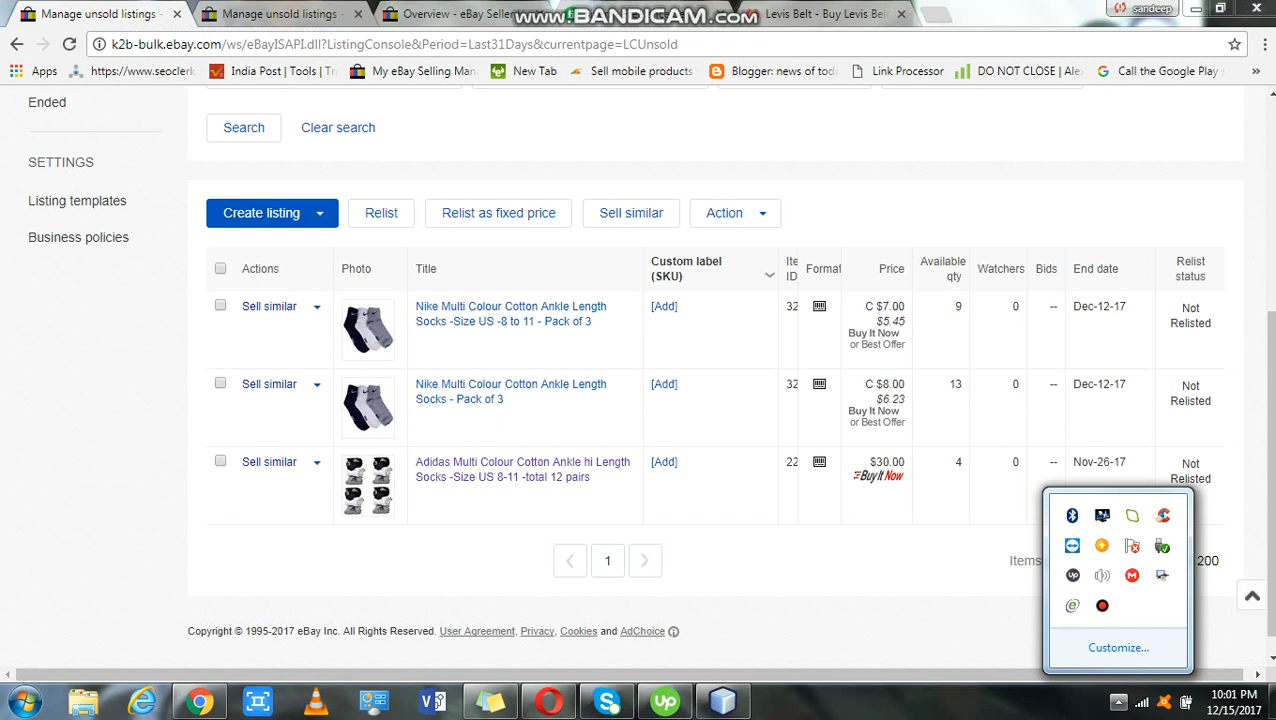 Manage unsold listings -
Manage unsold listings -
Overview - eBay Seller
Levis Belt - Buy Levis Belt
www.BANDICAM.com
sandeep
k2b-bulk.ebay.com/ws/eBayISAPI.dll?ListingConsole&Period=Last31Days&currentpage=LCUnsold
Apps
https://www.seoclerk
India Post | Tools | Tra
My eBay Selling Man
New Tab
Sell mobile products
Blogger: news of tod
Link Processor
DO NOT CLOSE | Ale
Call the Google Play
»
Ended
SETTINGS
Listing templates
Business policies
Search
Clear search
Create listing
Relist
Relist as fixed price
Sell similar
Action
Actions
Photo
Title
Custom label
(SKU)
Ite
ID
Format
Price
Available
qty
Watchers
Bids
End date
Relist
status
Sell similar
Nike Multi Colour Cotton Ankle Length
Socks -Size US -8 to 11 - Pack of 3
[Add]
32
C $7.00
$5.45
Buy It Now
or Best Offer
9
0
--
Dec-12-17
Not
Relisted
Sell similar
Nike Multi Colour Cotton Ankle Length
Socks - Pack of 3
[Add]
32
C $8.00
$6.23
Buy It Now
or Best Offer
13
0
--
Dec-12-17
Not
Relisted
Sell similar
Adidas Multi Colour Cotton Ankle hi Length
Socks -Size US 8-11 -total 12 pairs
[Add]
22
$30.00
Buy It Now
4
0
--
Nov-26-17
Not
Relisted
1
Items
200
Copyright © 1995-2017 eBay Inc. All Rights Reserved. User Agreement, Privacy, Cookies and AdChoice
Customize...
10:01 PM
12/15/2017